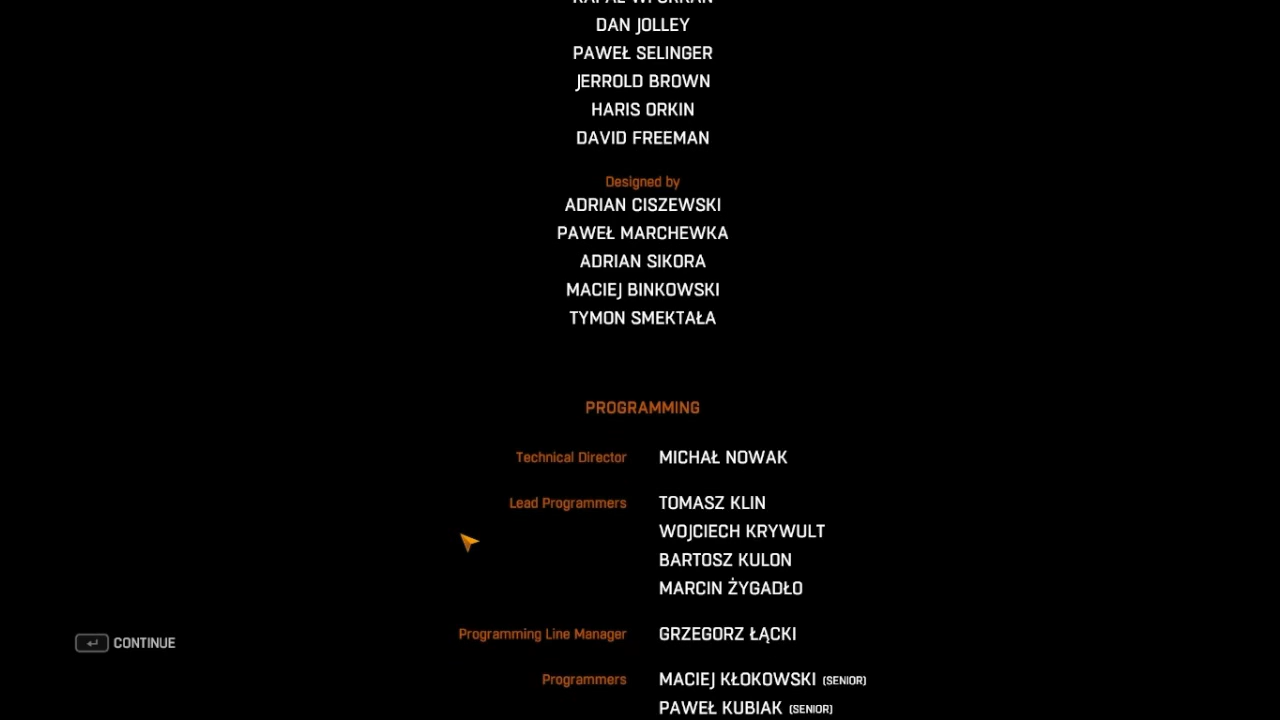 DAN JOLLEY
PAWEŁ SELINGER
JERROLD BROWN
HARIS ORKIN
DAVID FREEMAN
Designed by
ADRIAN CISZEWSKI
PAWEŁ MARCHEWKA
ADRIAN SIKORA
MACIEJ BINKOWSKI
TYMON SMEKTAŁA
PROGRAMMING
Technical Director MICHAŁ NOWAK
Lead Programmers TOMASZ KLIN
WOJCIECH KRYWULT
BARTOSZ KULON
MARCIN ŻYGADŁO
Programming Line Manager GRZEGORZ ŁĄCKI
CONTINUE
Programmers MACIEJ KŁOKOWSKI (SENIOR)
PAWEŁ KUBIAK (SENIOR)